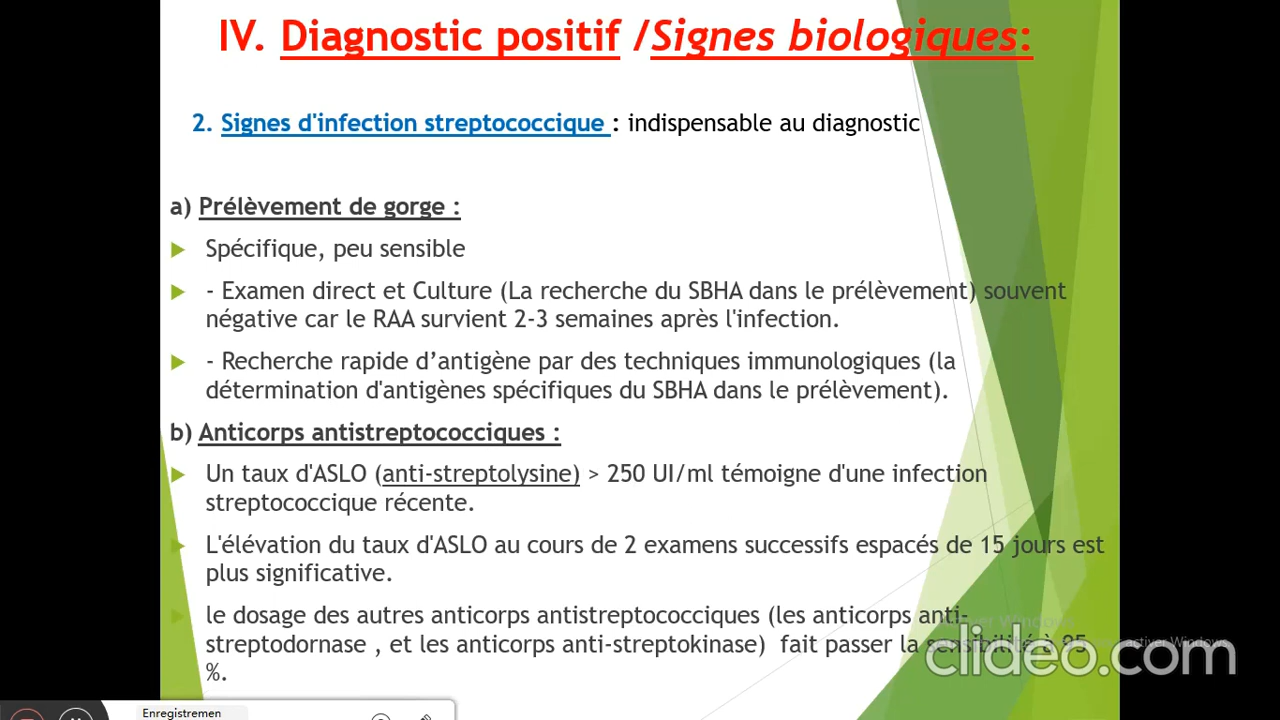 IV. Diagnostic positif /Signes biologiques:
2. Signes d'infection streptococcique : indispensable au diagnostic
a) Prélèvement de gorge :
Spécifique, peu sensible
- Examen direct et Culture (La recherche du SBHA dans le prélèvement) souvent
négative car le RAA survient 2-3 semaines après l'infection.
- Recherche rapide d’antigène par des techniques immunologiques (la
détermination d'antigènes spécifiques du SBHA dans le prélèvement).
b) Anticorps antistreptococciques :
Un taux d'ASLO (anti-streptolysine) > 250 UI/ml témoigne d'une infection
streptococcique récente.
L'élévation du taux d'ASLO au cours de 2 examens successifs espacés de 15 jours est
plus significative.
le dosage des autres anticorps antistreptococciques (les anticorps anti-
streptodornase , et les anticorps anti-streptokinase) fait passer la sensibilité à 95
%.
clideo.com
activer Windows
Enregistremen